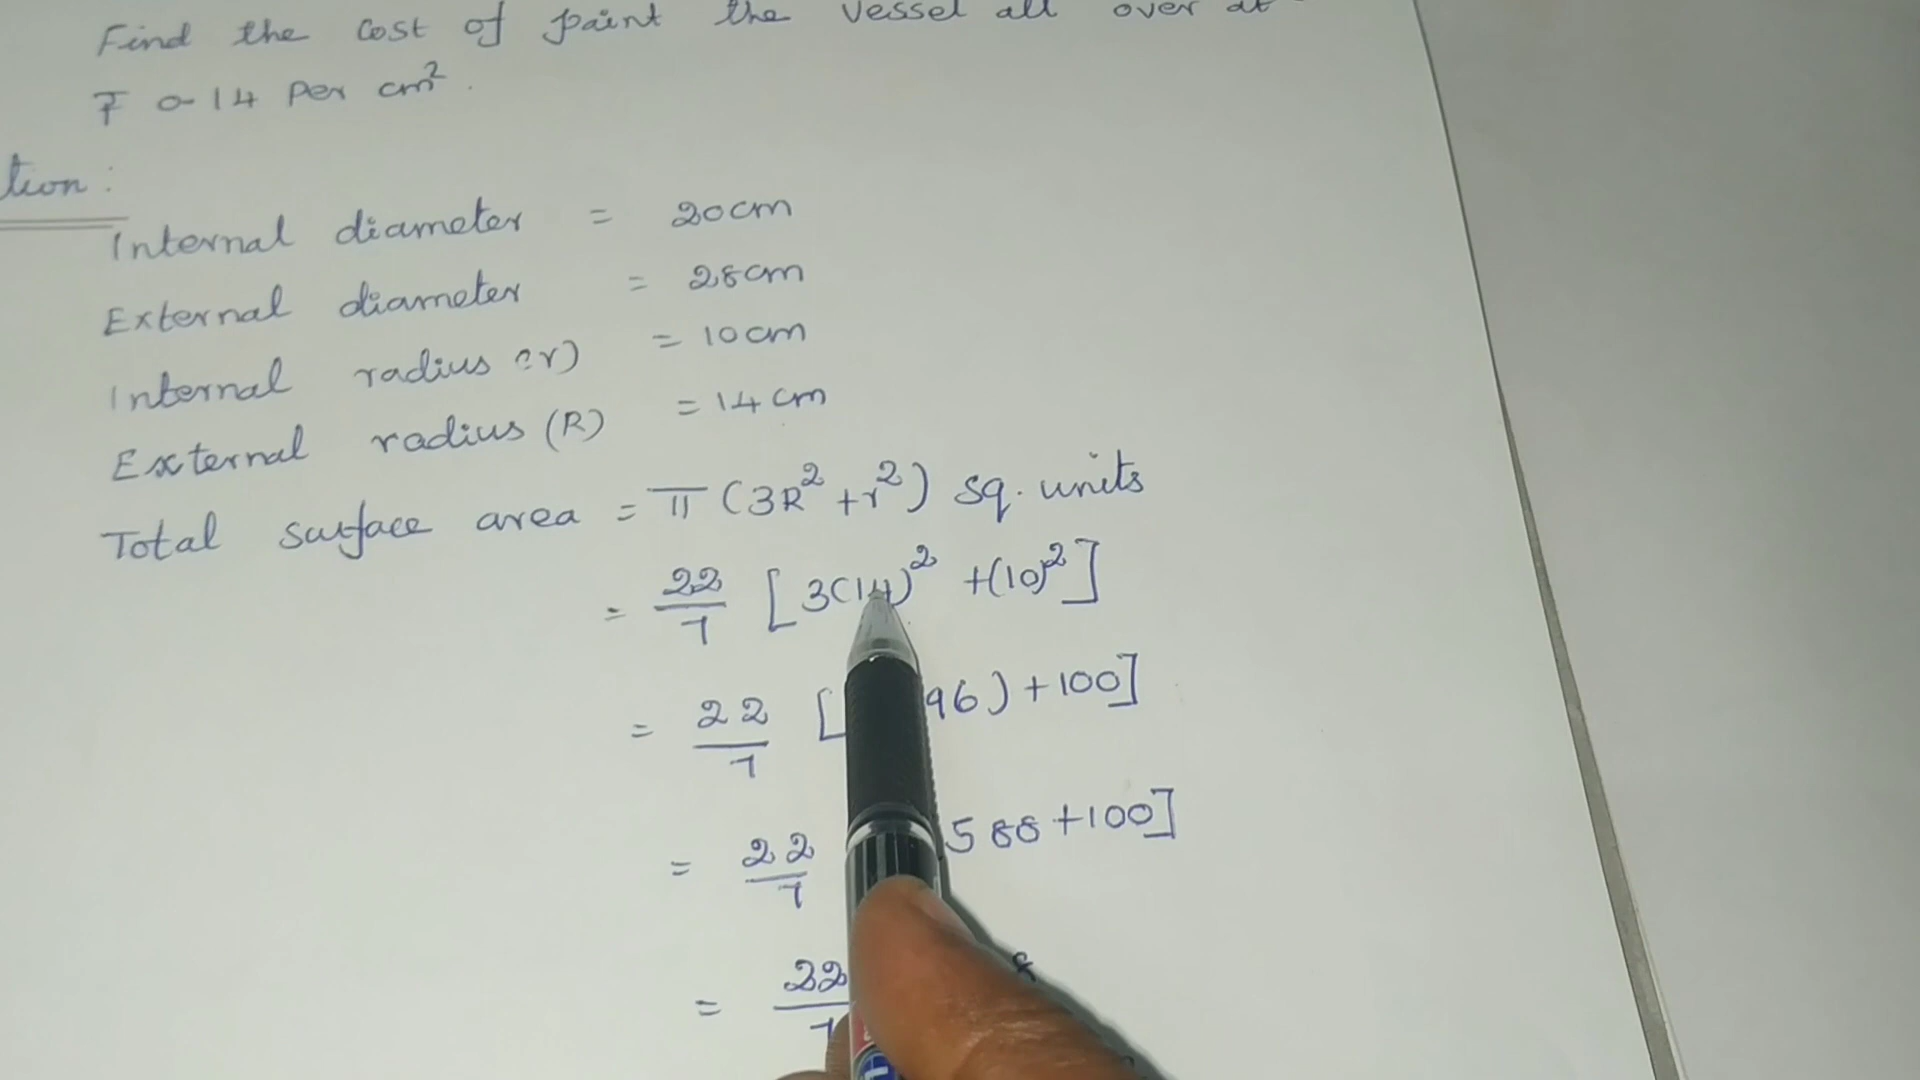 Find the cost of paint the vessel all over at
₹ 0-14 Per cm².
tion:
Internal diameter = 20cm
External diameter = 28cm
Internal radius (r) = 10cm
External radius (R) = 14cm
Total surface area = π (3R² + r²) sq. units
= 22/7 [3(14)² + (10)²]
= 22/7 [ 96) + 100]
= 22/7 588 + 100]
= 22/7 8